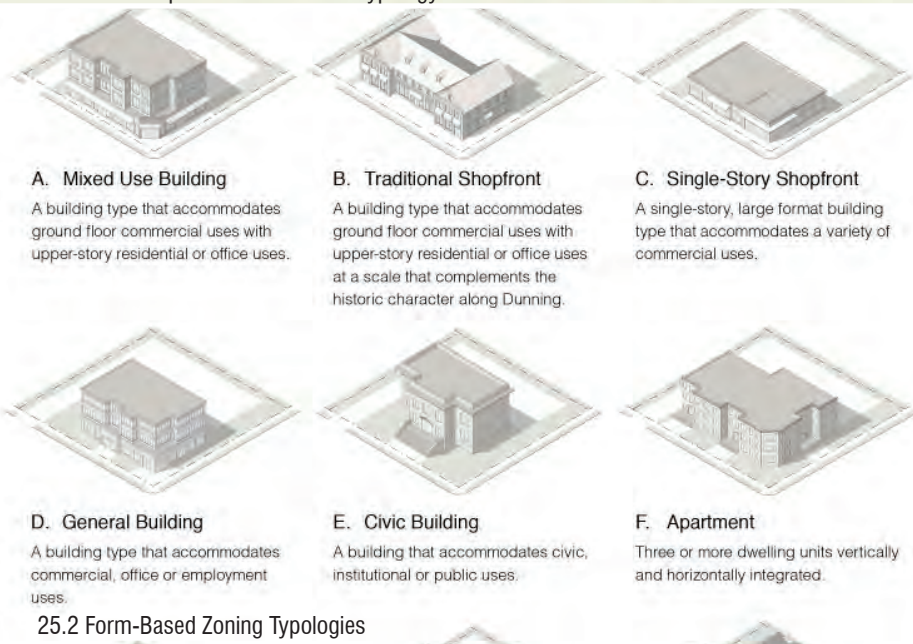 A. Mixed Use Building
A building type that accommodates
ground floor commercial uses with
upper-story residential or office uses.
B. Traditional Shopfront
A building type that accommodates
ground floor commercial uses with
upper-story residential or office uses
at a scale that complements the
historic character along Dunning.
C. Single-Story Shopfront
A single-story, large format building
type that accommodates a variety of
commercial uses.
D. General Building
A building type that accommodates
commercial, office or employment
uses.
E. Civic Building
A building that accommodates civic,
institutional or public uses.
F. Apartment
Three or more dwelling units vertically
and horizontally integrated.
25.2 Form-Based Zoning Typologies